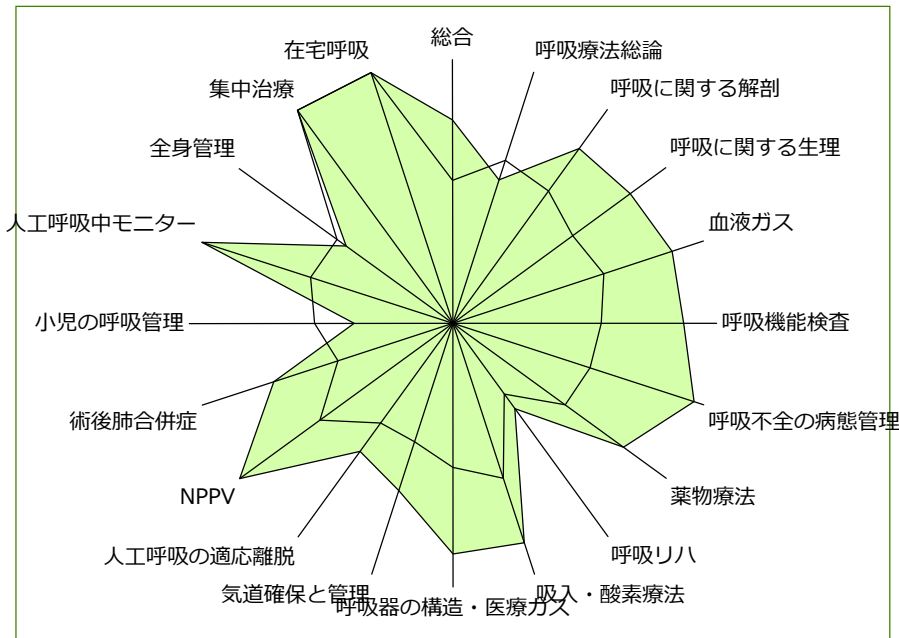 総合
呼吸療法総論
呼吸に関する解剖
呼吸に関する生理
血液ガス
呼吸機能検査
呼吸不全の病態管理
薬物療法
呼吸リハ
吸入・酸素療法
呼吸器の構造・医療ガス
気道確保と管理
人工呼吸の適応離脱
NPPV
術後肺合併症
小児の呼吸管理
人工呼吸中モニター
全身管理
集中治療
在宅呼吸